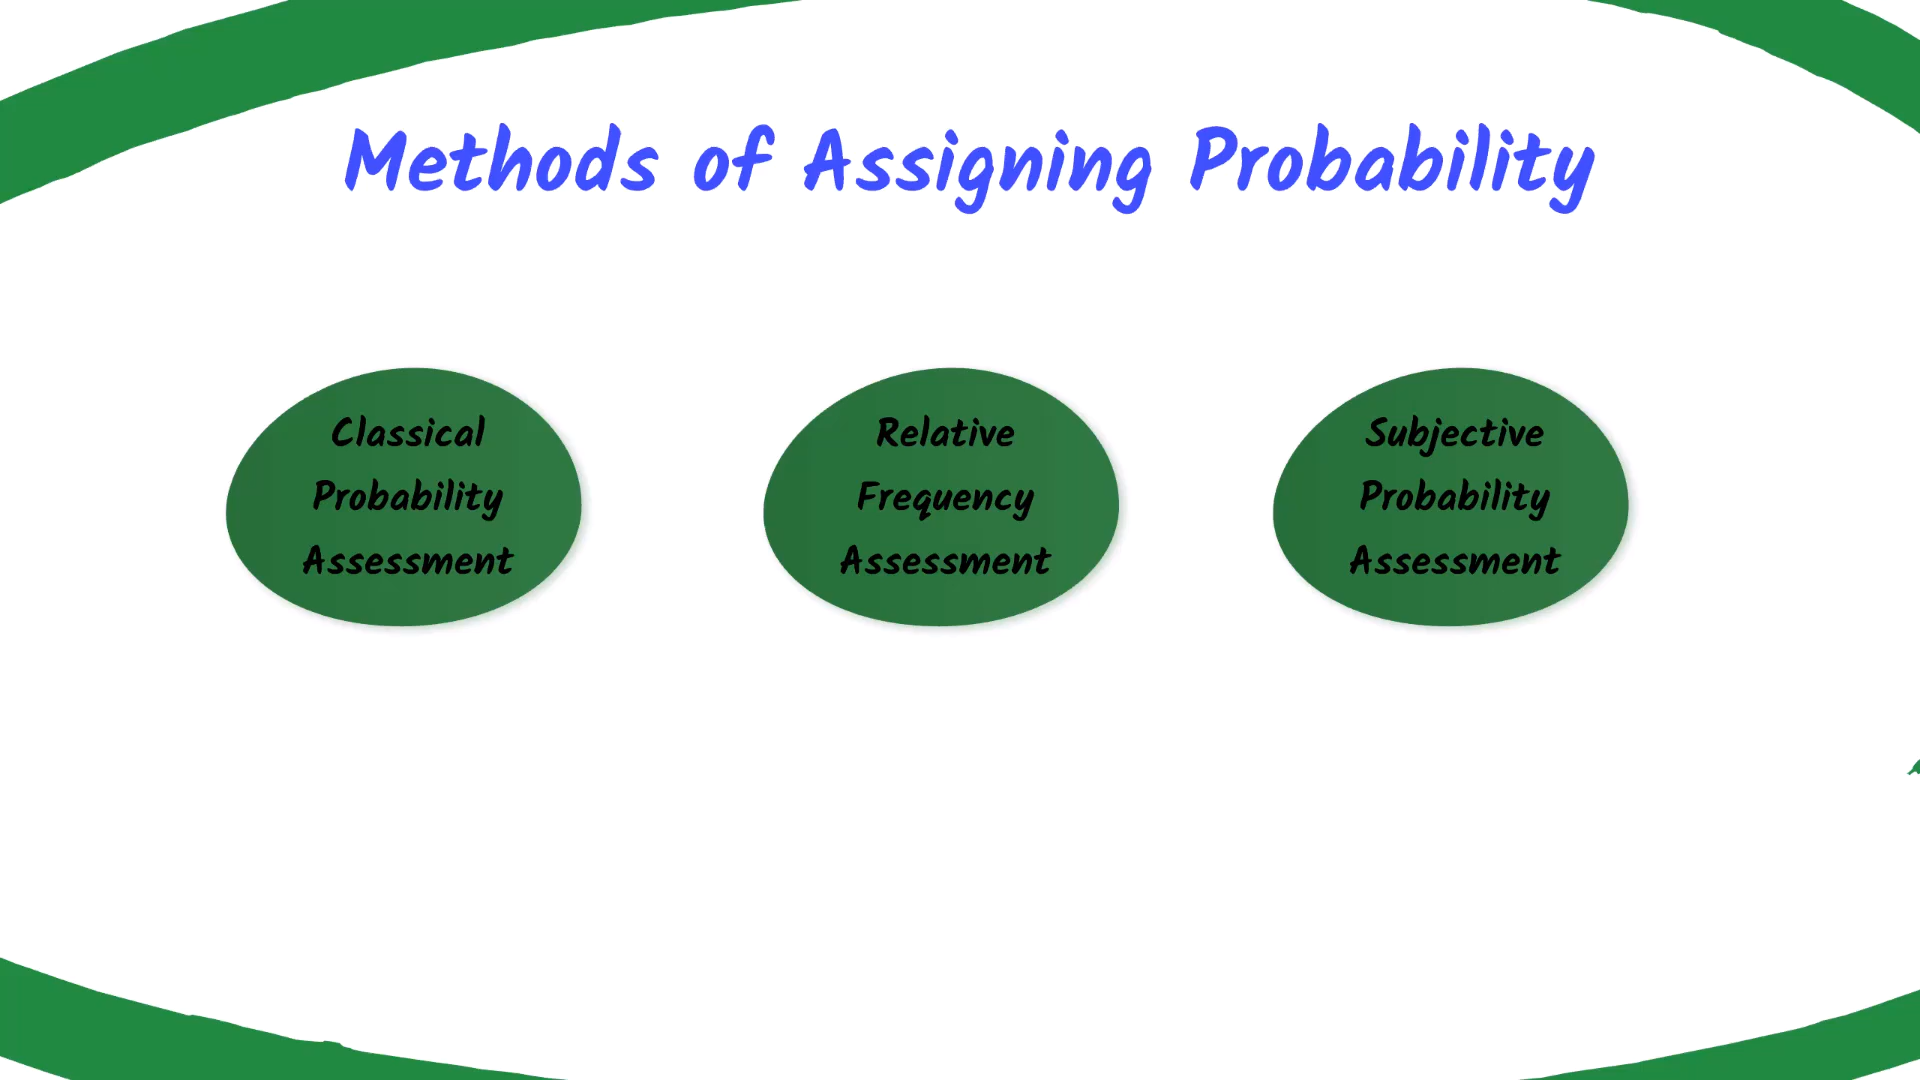 Methods of Assigning Probability
Classical
Probability
Assessment
Relative
Frequency
Assessment
Subjective
Probability
Assessment